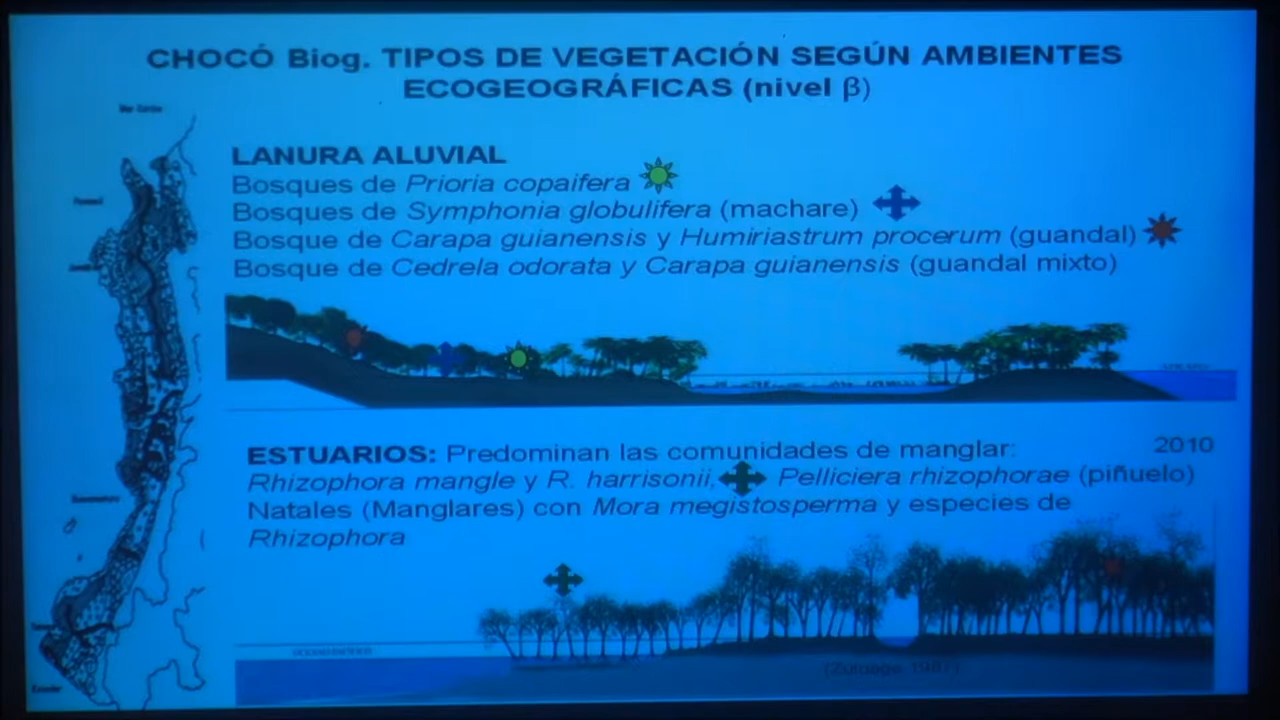 CHOCÓ Biog. TIPOS DE VEGETACIÓN SEGÚN AMBIENTES
ECOGEOGRÁFICAS (nivel β)
LANURA ALUVIAL
Bosques de Prioria copaifera
Bosques de Symphonia globulifera (machare)
Bosque de Carapa guianensis y Humiriastrum procerum (guandal)
Bosque de Cedrela odorata y Carapa guianensis (guandal mixto)
ESTUARIOS: Predominan las comunidades de manglar:
2010
Rhizophora mangle y R. harrisonii, Pelliciera rhizophorae (piñuelo)
Natales (Manglares) con Mora megistosperma y especies de
Rhizophora
(Zuluaga 1987)